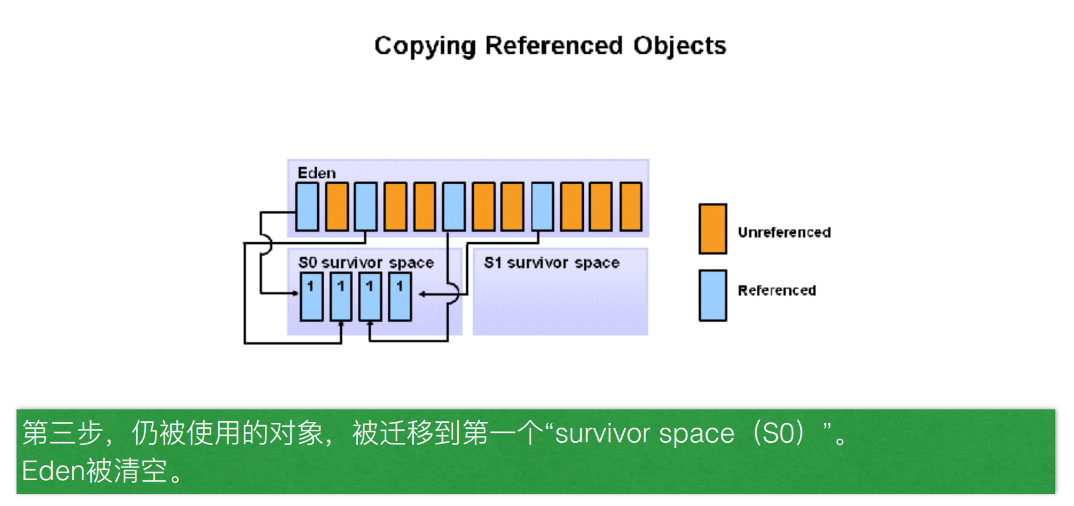 Copying Referenced Objects
Eden
S0 survivor space
S1 survivor space
1 1 1 1
Unreferenced
Referenced
第三步，仍被使用的对象，被迁移到第一个“survivor space（S0）”。
Eden被清空。